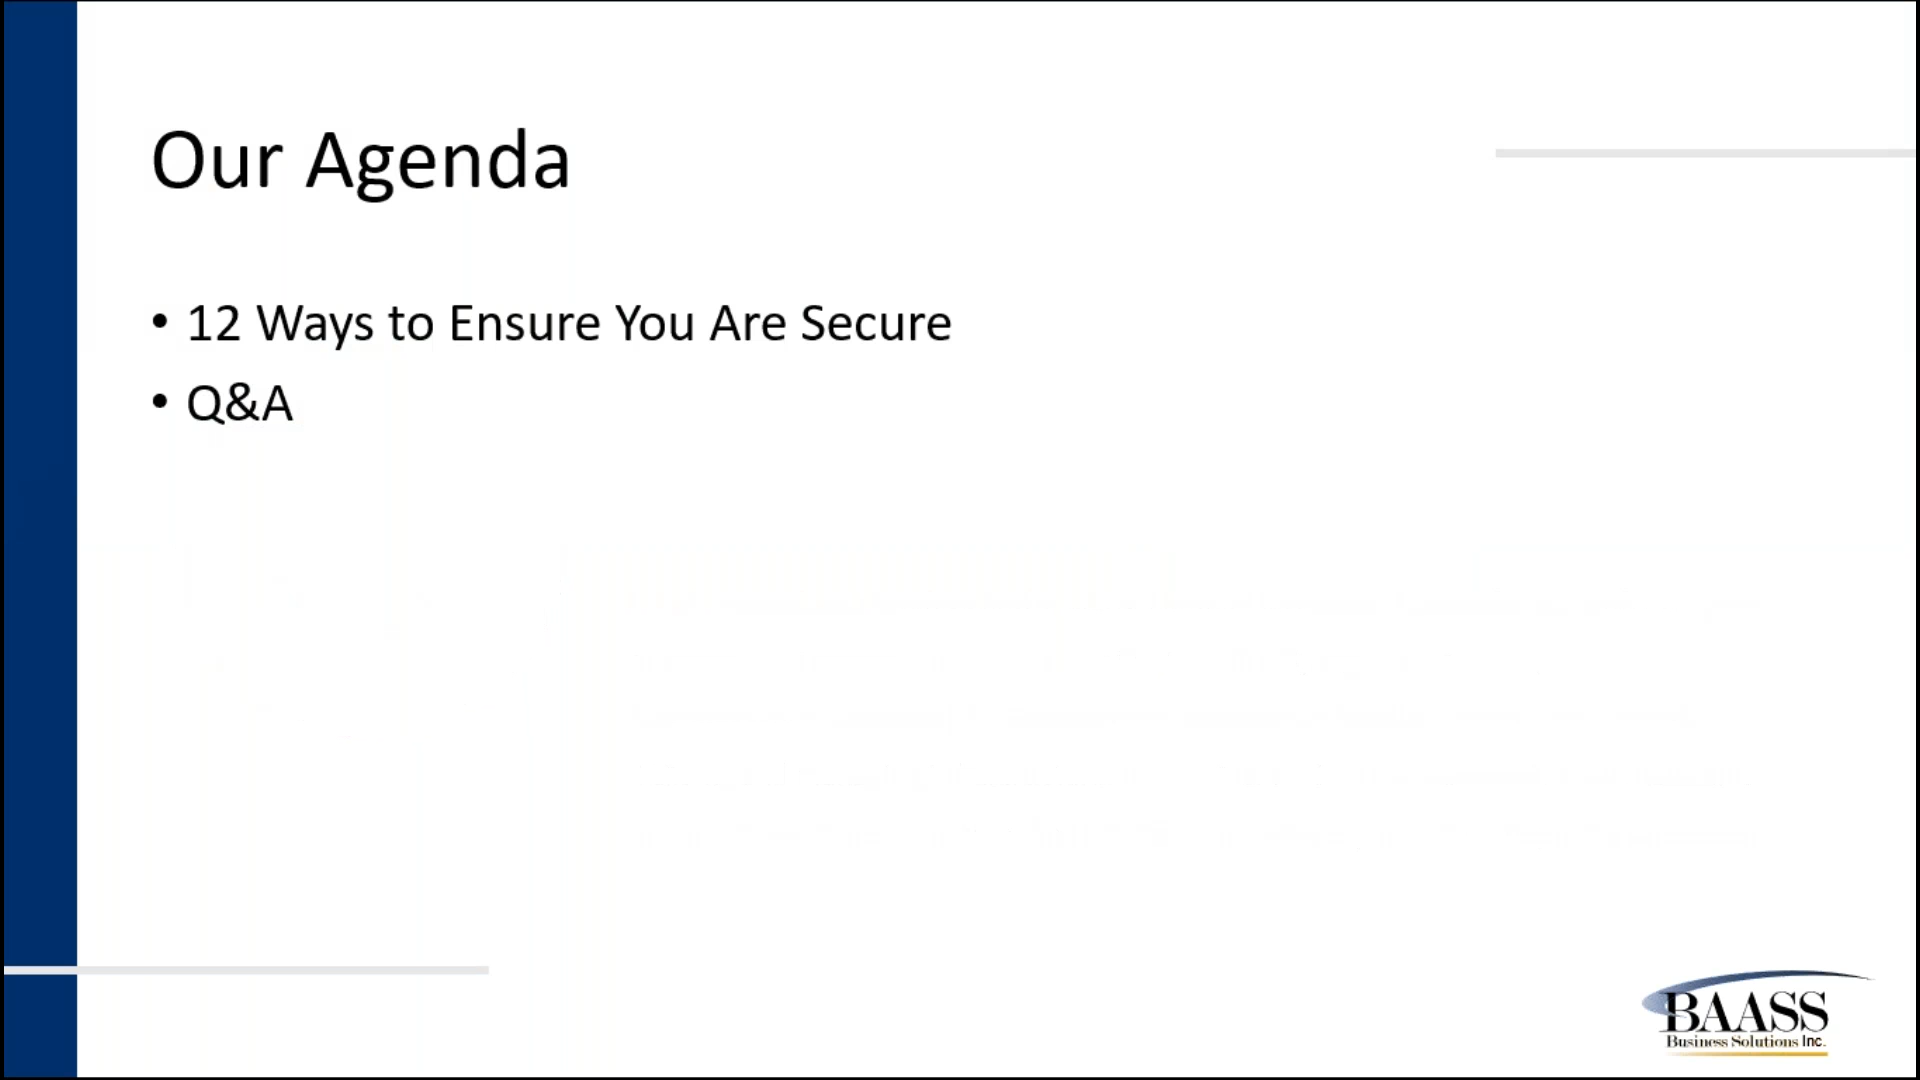 Our Agenda
• 12 Ways to Ensure You Are Secure
• Q&A
BAASS
Business Solutions Inc.